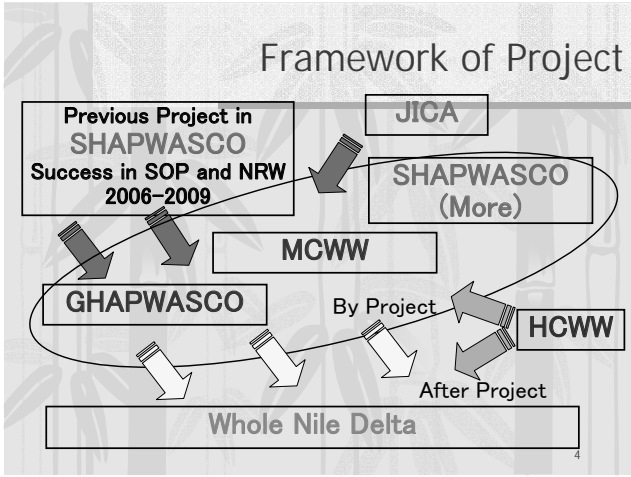 Framework of Project
Previous Project in
SHAPWASCO
Success in SOP and NRW
2006-2009
JICA
SHAPWASCO
(More)
MCWW
GHAPWASCO
By Project
HCWW
After Project
Whole Nile Delta
4